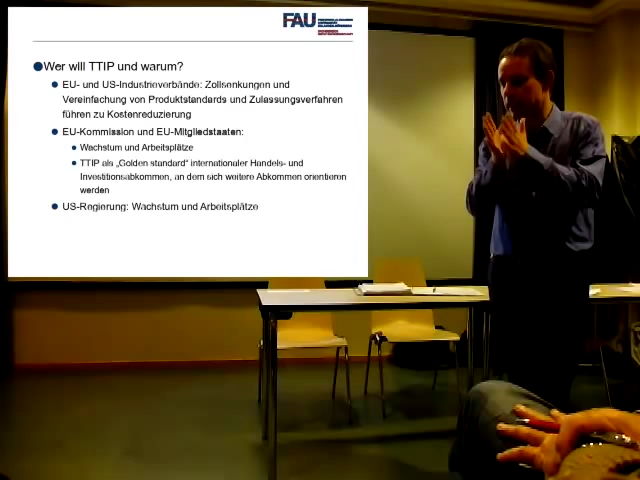 FAU
Wer will TTIP und warum?
EU- und US-Industrieverbände: Zollsenkungen und
Vereinfachung von Produktstandards und Zulassungsverfahren
führen zu Kostenreduzierung
EU-Kommission und EU-Mitgliedstaaten:
Wachstum und Arbeitsplätze
TTIP als „Golden standard“ internationaler Handels- und
Investitionsabkommen, an dem sich weitere Abkommen orientieren
werden
US-Regierung: Wachstum und Arbeitsplätze